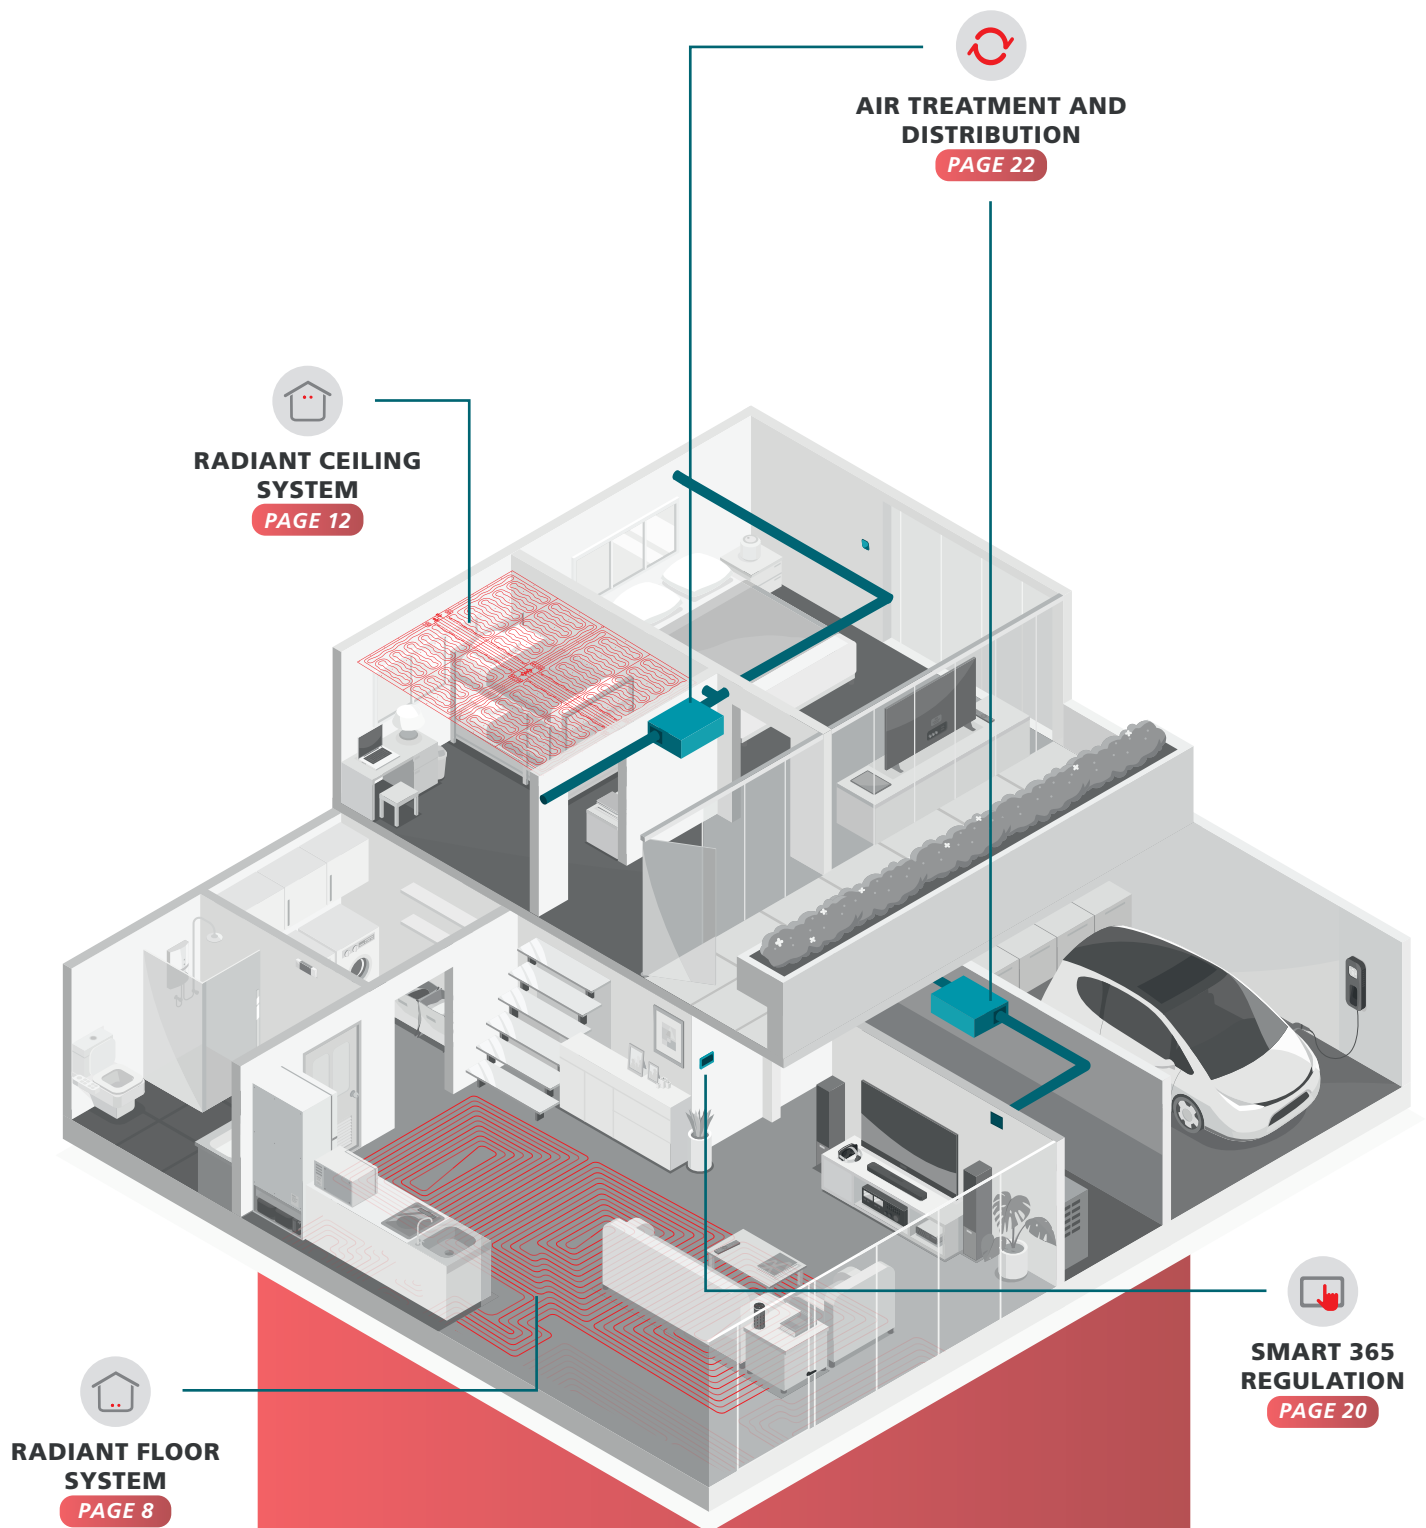 AIR TREATMENT AND
DISTRIBUTION
PAGE 22
RADIANT CEILING
SYSTEM
PAGE 12
SMART 365
REGULATION
PAGE 20
RADIANT FLOOR
SYSTEM
PAGE 8